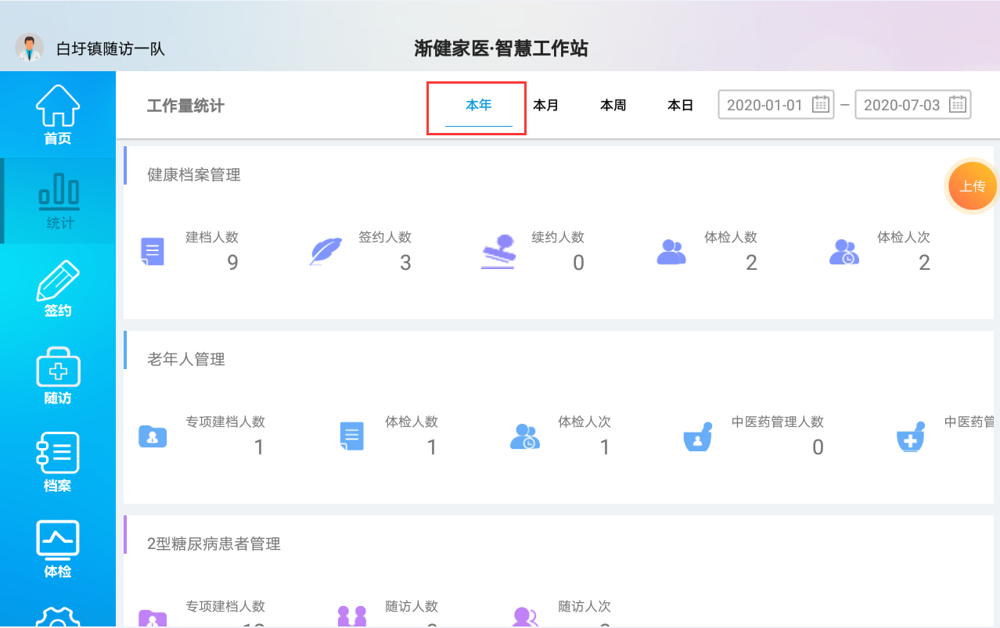 白圩镇随访一队
渐健家医·智慧工作站
首页
统计
签约
随访
档案
体检
工作量统计
本年 本月 本周 本日 2020-01-01 – 2020-07-03
上传
健康档案管理
建档人数 签约人数 续约人数 体检人数 体检人次
9 3 0 2 2
老年人管理
专项建档人数 体检人数 体检人次 中医药管理人数 中医药管
1 1 1 0
2型糖尿病患者管理
专项建档人数 随访人数 随访人次